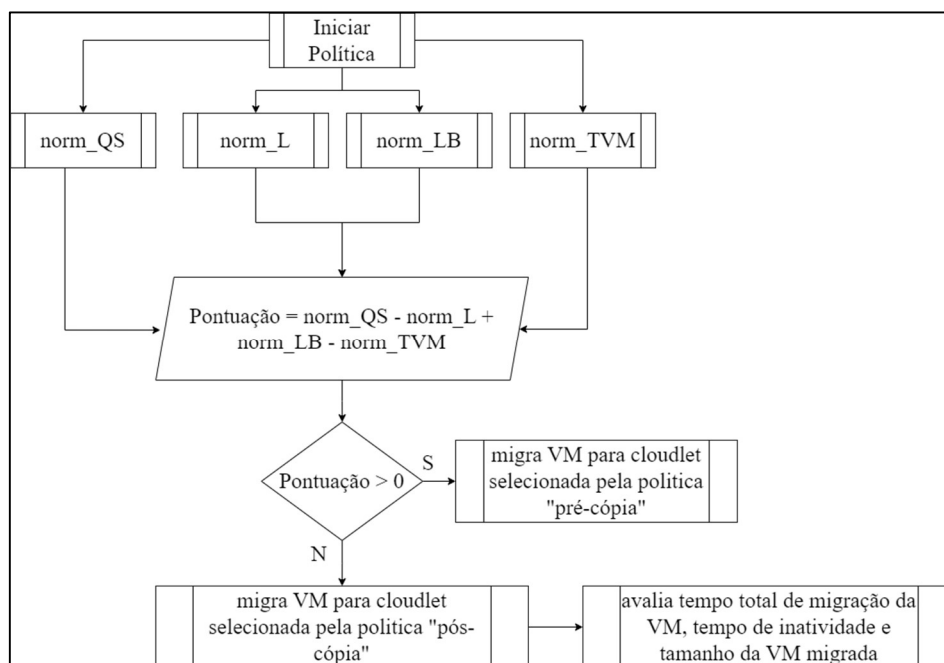 Iniciar
Política
norm_QS
norm_L
norm_LB
norm_TVM
Pontuação = norm_QS - norm_L +
norm_LB - norm_TVM
Pontuação > 0
S
migra VM para cloudlet
selecionada pela politica
"pré-cópia"
N
migra VM para cloudlet
selecionada pela politica "pós-
cópia"
avalia tempo total de migração da
VM, tempo de inatividade e
tamanho da VM migrada